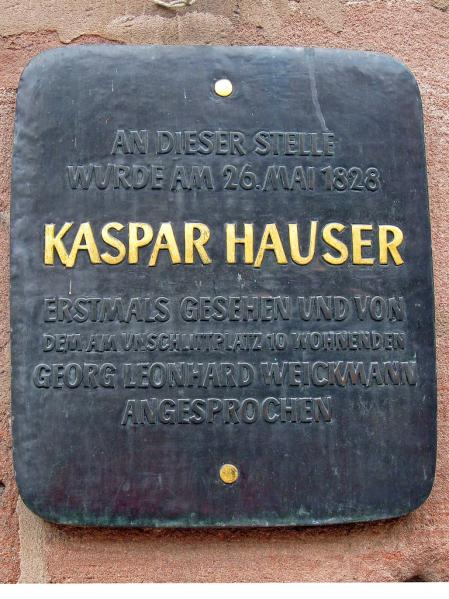 AN DIESER STELLE
WURDE AM 26. MAI 1828
KASPAR HAUSER
ERSTMALS GESEHEN UND VON
DEM AM UNSCHLITTPLATZ 10 WOHNENDEN
GEORG LEONHARD WEICKMANN
ANGESPROCHEN